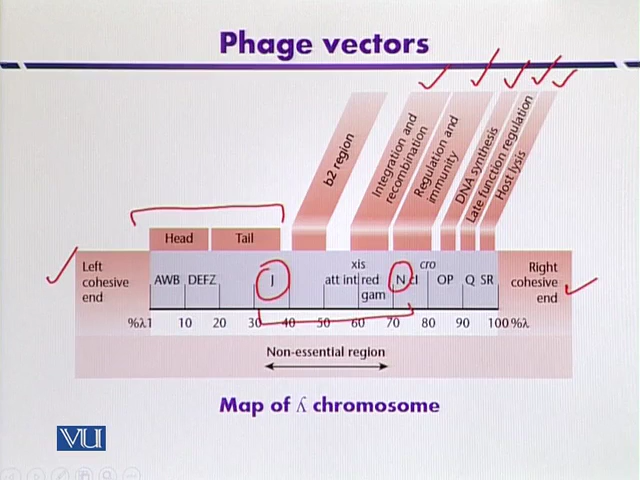 Phage vectors
b2 region
Integration and
recombination
Regulation and
immunity
DNA synthesis
Late function regulation
Host lysis
Head
Tail
Left
cohesive
end
AWB
DEFZ
J
att int
xis
red
gam
N
cI
cro
OP
Q
SR
Right
cohesive
end
%λ1 10 20 30 40 50 60 70 80 90 100 %λ
Non-essential region
Map of λ chromosome
VU